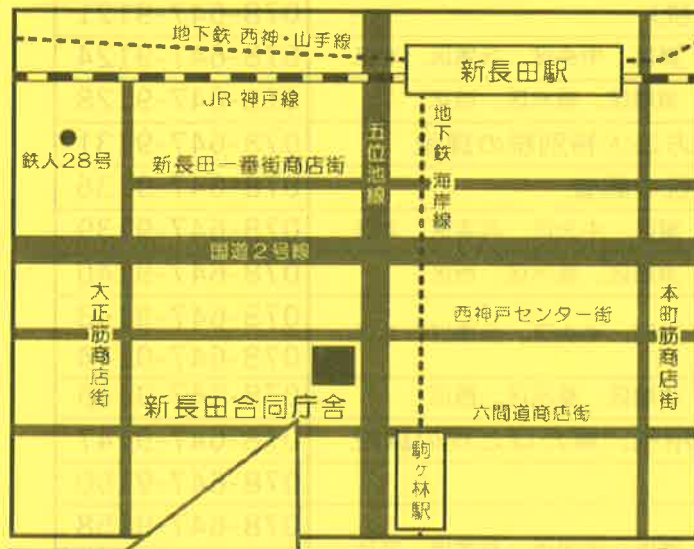 地下鉄 西神・山手線
新長田駅
JR 神戸線
鉄人28号
新長田一番街商店街
五位池線
地下鉄 海岸線
国道2号線
大正筋商店街
西神戸センター街
本町筋商店街
新長田合同庁舎
六間道商店街
駒ヶ林駅